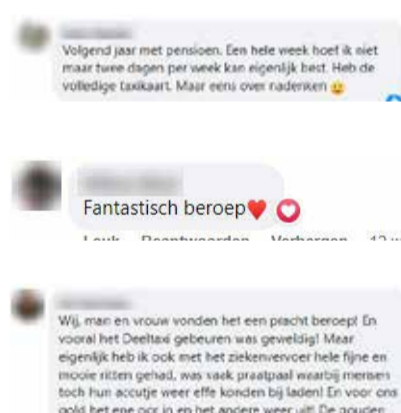 Volgend jaar met pensioen. Een hele week hoef ik niet
maar twee dagen per week kan eigenlijk best. Heb de
volledige taxikaart. Maar eens over nadenken 🙂
Fantastisch beroep❤️
Leuk Beantwoorden Verbergen 12 w
Wij, man en vrouw vonden het een pracht beroep! En
vooral het Deeltaxi gebeuren was geweldig! Maar
eigenlijk heb ik ook met het ziekenvervoer hele fijne en
mooie ritten gehad, was vaak praatpaal waarbij mensen
toch hun accutje weer effe konden bij laden! En voor ons
gold het ene oor in en het andere weer uit! De gouden